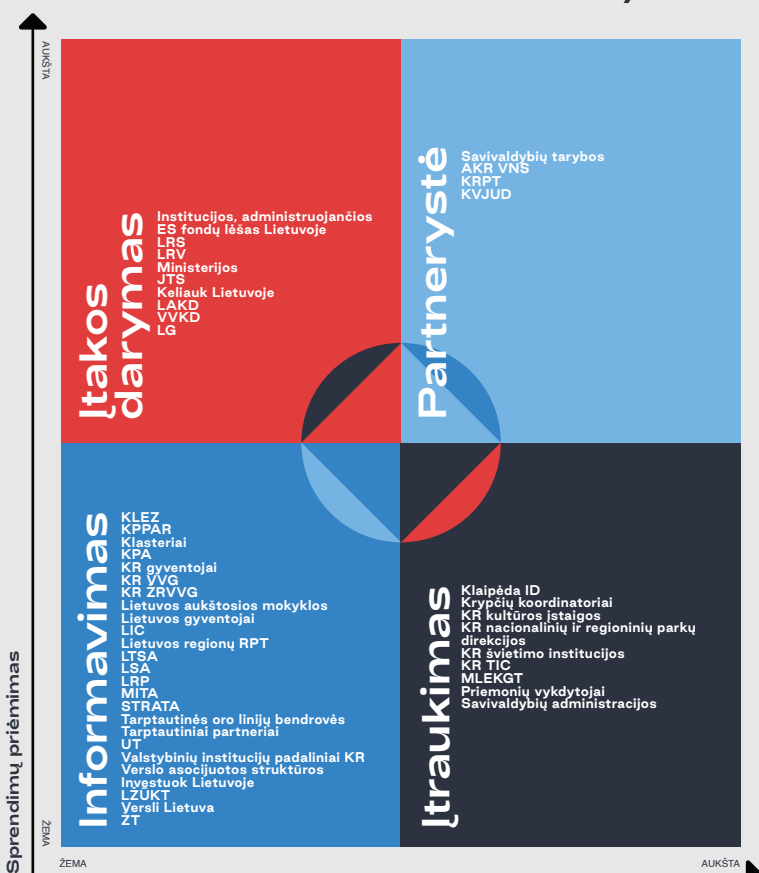 AUKŠTA
Įtakos
darymas
Institucijos, administruojančios
ES fondų lėšas Lietuvoje
LRS
LRV
Ministerijos
JTS
Keliauk Lietuvoje
LAKD
VVKD
LG
Partnerystė
Savivaldybių tarybos
AKR VNS
KRPT
KVJUD
Informavimas
KLEZ
KPPAR
Klasteriai
KPA
KR gyventojai
KR VVG
KR ŽRVVG
Lietuvos aukštosios mokyklos
Lietuvos gyventojai
LIC
Lietuvos regionų RPT
LTSA
LSA
LRP
MITA
STRATA
Tarptautinės oro linijų bendrovės
Tarptautiniai partneriai
UT
Valstybinių institucijų padaliniai KR
Verslo asocijuotos struktūros
Investuok Lietuvoje
LŽŪKT
Versli Lietuva
ŽT
Įtraukimas
Klaipėda ID
Krypčių koordinatoriai
KR kultūros įstaigos
KR nacionalinių ir regioninių parkų
direkcijos
KR švietimo institucijos
KR TIC
MLEKGT
Priemonių vykdytojai
Savivaldybių administracijos
Sprendimų priėmimas
ŽEMA
ŽEMA
AUKŠTA